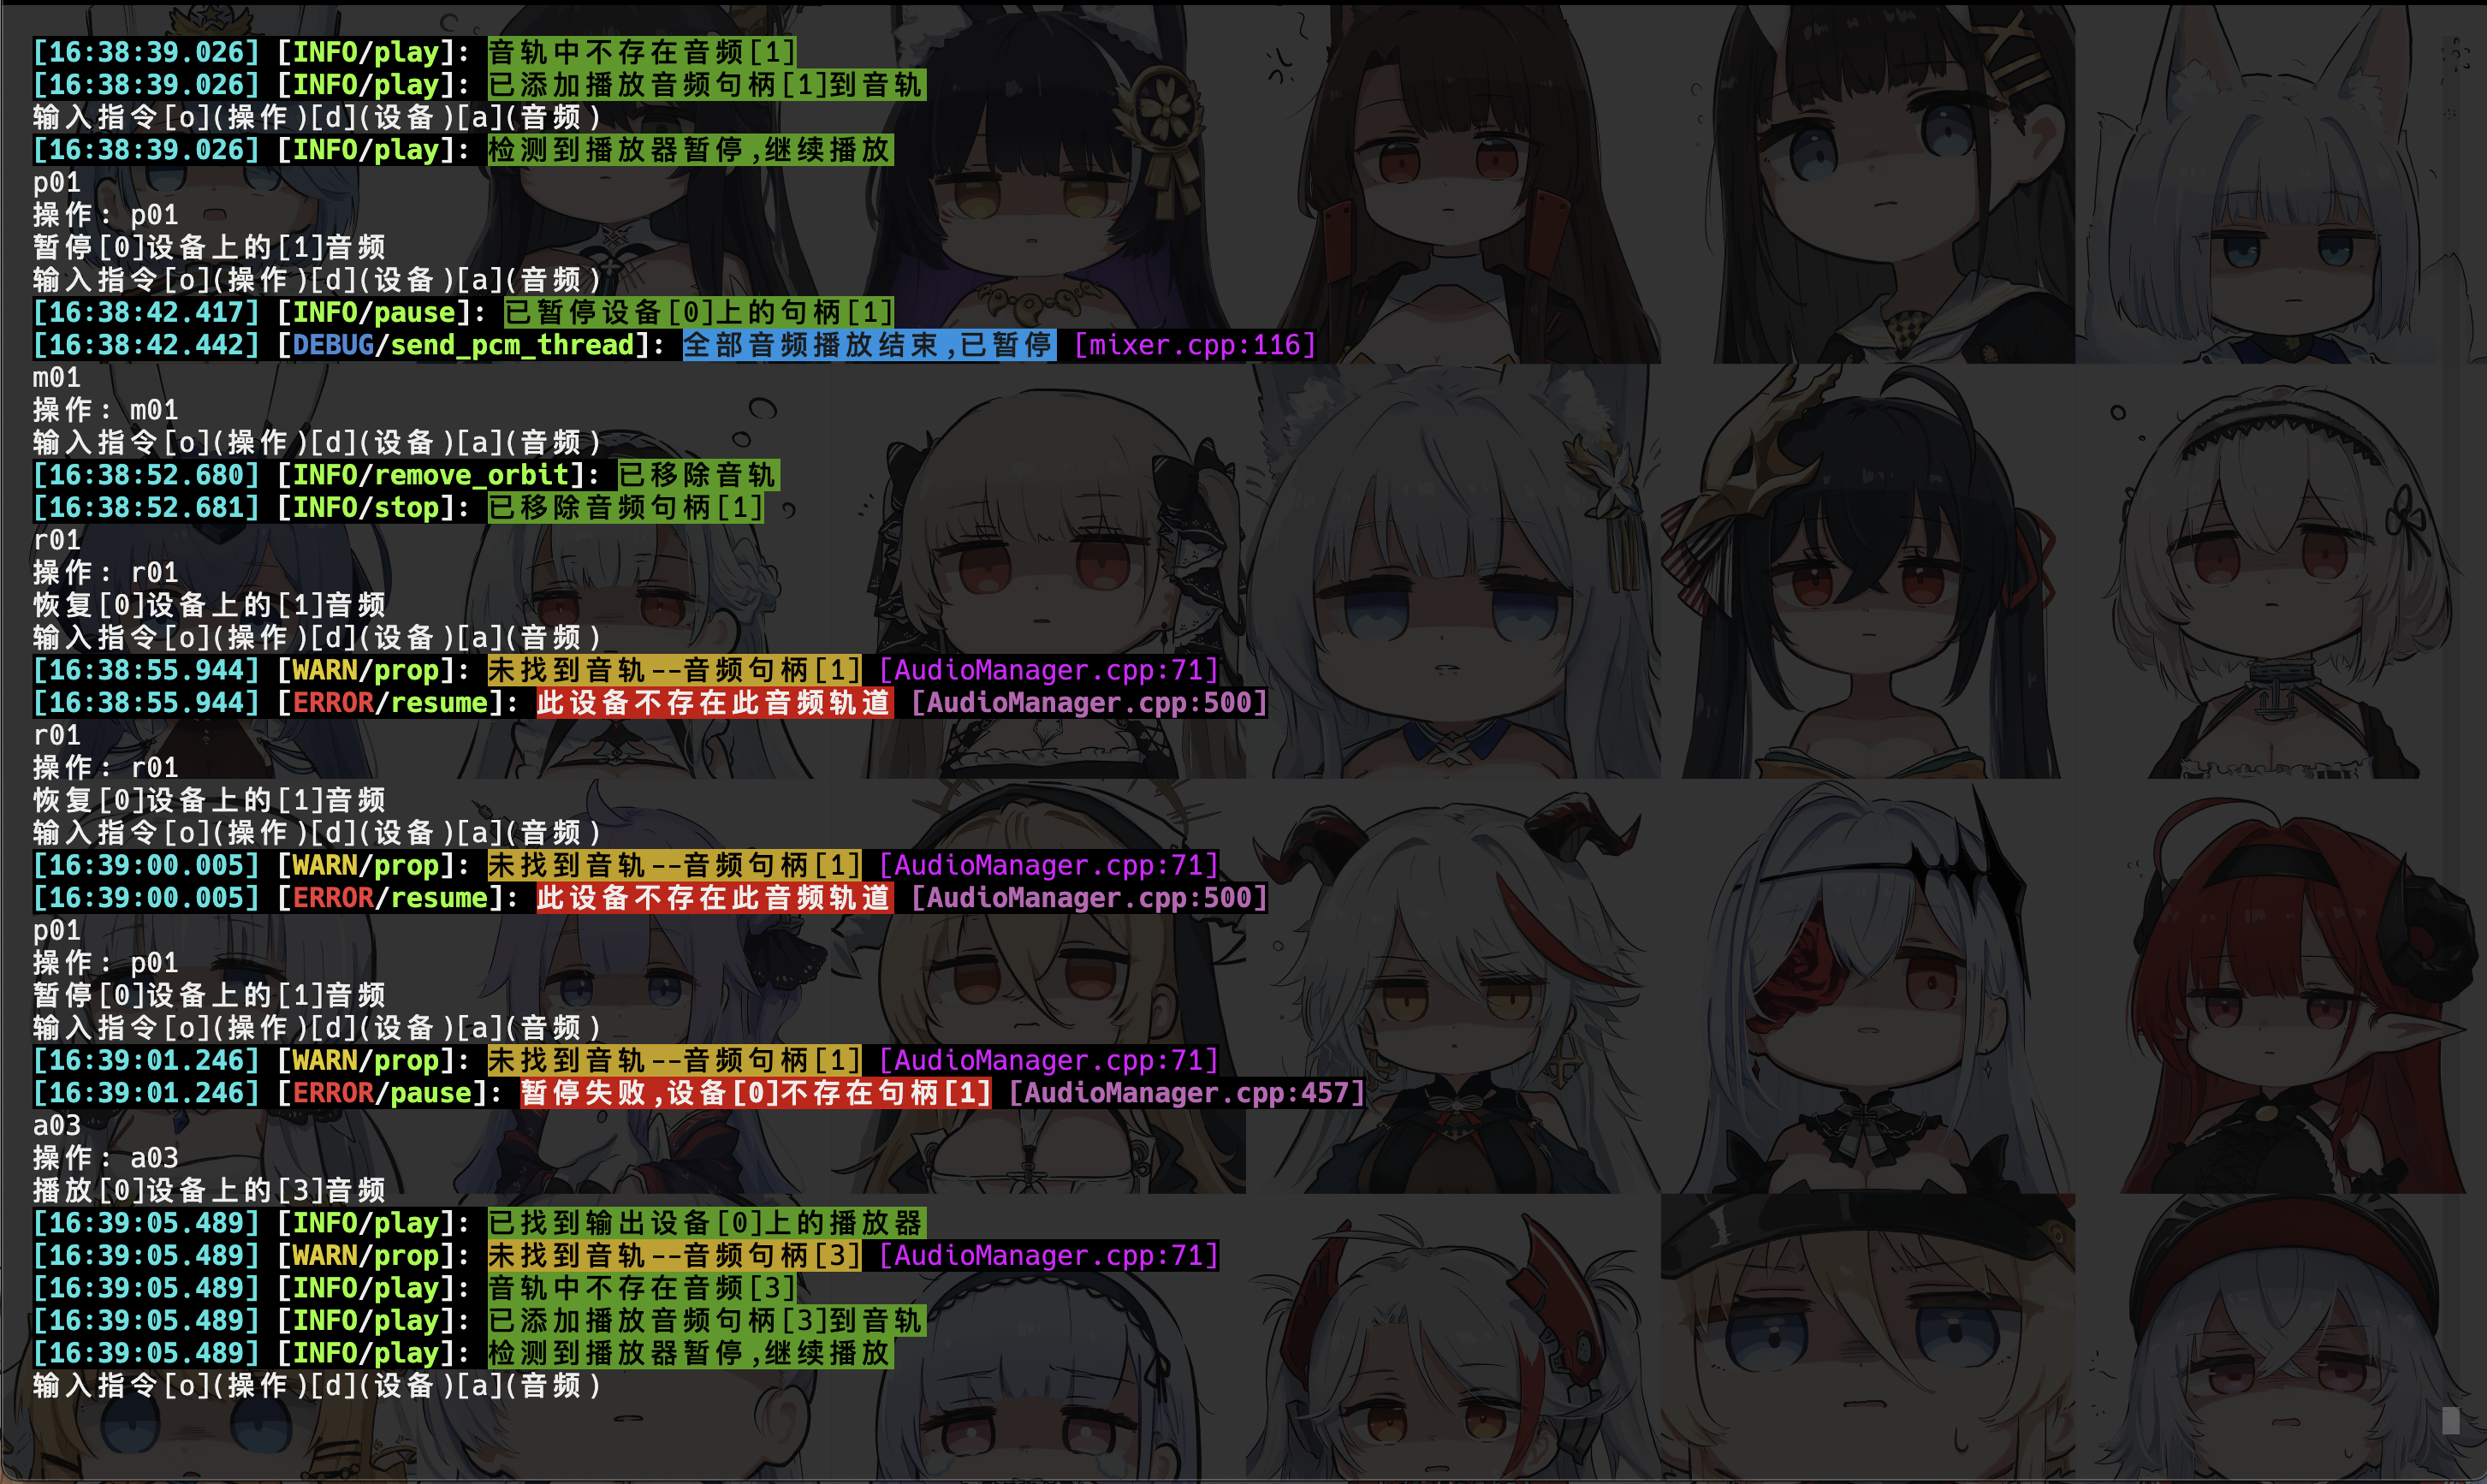 [16:38:39.026] [INFO/play]: 音轨中不存在音频[1]
[16:38:39.026] [INFO/play]: 已添加播放音频句柄[1]到音轨
输入指令[o](操作)[d](设备)[a](音频)
[16:38:39.026] [INFO/play]: 检测到播放器暂停,继续播放
p01
操作: p01
暂停[0]设备上的[1]音频
输入指令[o](操作)[d](设备)[a](音频)
[16:38:42.417] [INFO/pause]: 已暂停设备[0]上的句柄[1]
[16:38:42.442] [DEBUG/send_pcm_thread]: 全部音频播放结束,已暂停 [mixer.cpp:116]
m01
操作: m01
输入指令[o](操作)[d](设备)[a](音频)
[16:38:52.680] [INFO/remove_orbit]: 已移除音轨
[16:38:52.681] [INFO/stop]: 已移除音频句柄[1]
r01
操作: r01
恢复[0]设备上的[1]音频
输入指令[o](操作)[d](设备)[a](音频)
[16:38:55.944] [WARN/prop]: 未找到音轨--音频句柄[1] [AudioManager.cpp:71]
[16:38:55.944] [ERROR/resume]: 此设备不存在此音频轨道 [AudioManager.cpp:500]
r01
操作: r01
恢复[0]设备上的[1]音频
输入指令[o](操作)[d](设备)[a](音频)
[16:39:00.005] [WARN/prop]: 未找到音轨--音频句柄[1] [AudioManager.cpp:71]
[16:39:00.005] [ERROR/resume]: 此设备不存在此音频轨道 [AudioManager.cpp:500]
p01
操作: p01
暂停[0]设备上的[1]音频
输入指令[o](操作)[d](设备)[a](音频)
[16:39:01.246] [WARN/prop]: 未找到音轨--音频句柄[1] [AudioManager.cpp:71]
[16:39:01.246] [ERROR/pause]: 暂停失败,设备[0]不存在句柄[1] [AudioManager.cpp:457]
a03
操作: a03
播放[0]设备上的[3]音频
[16:39:05.489] [INFO/play]: 已找到输出设备[0]上的播放器
[16:39:05.489] [WARN/prop]: 未找到音轨--音频句柄[3] [AudioManager.cpp:71]
[16:39:05.489] [INFO/play]: 音轨中不存在音频[3]
[16:39:05.489] [INFO/play]: 已添加播放音频句柄[3]到音轨
[16:39:05.489] [INFO/play]: 检测到播放器暂停,继续播放
输入指令[o](操作)[d](设备)[a](音频)